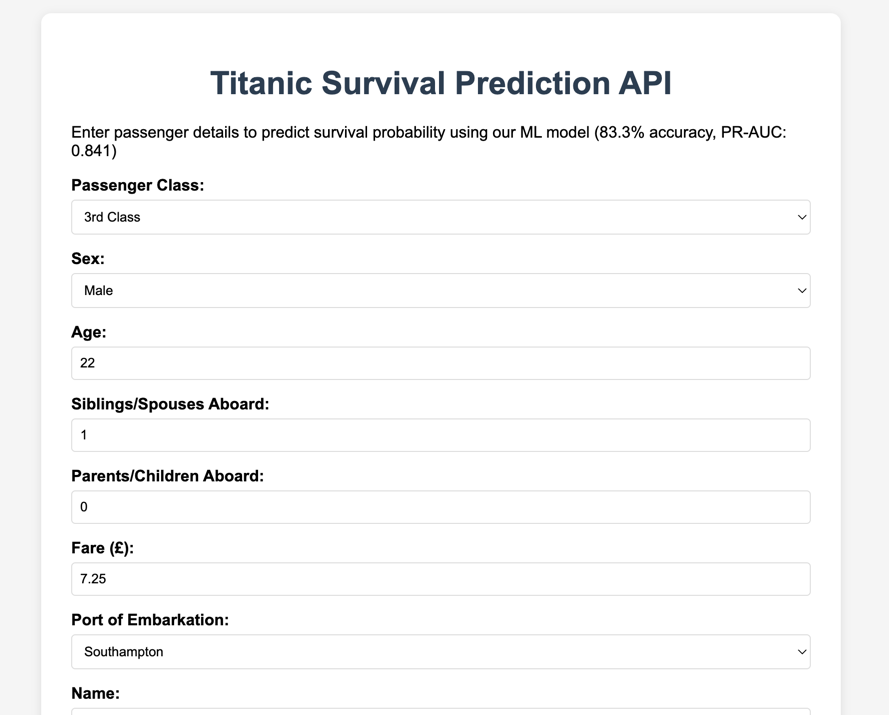 Titanic Survival Prediction API
Enter passenger details to predict survival probability using our ML model (83.3% accuracy, PR-AUC:
0.841)
Passenger Class:
3rd Class
Sex:
Male
Age:
22
Siblings/Spouses Aboard:
1
Parents/Children Aboard:
0
Fare (£):
7.25
Port of Embarkation:
Southampton
Name: